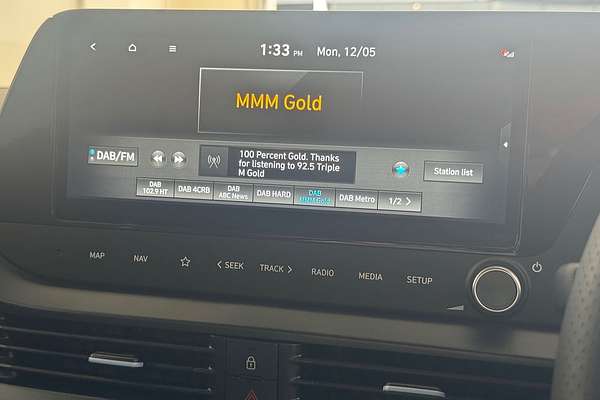 1:33 PM Mon, 12/05
MMM Gold
DAB/FM
100 Percent Gold. Thanks
for listening to 92.5 Triple
M Gold
Station list
DAB 102.9 HT
DAB 4CRB
DAB ABC News
DAB HARD
DAB MMM Gold
DAB Metro
1/2 >
MAP NAV < SEEK TRACK > RADIO MEDIA SETUP